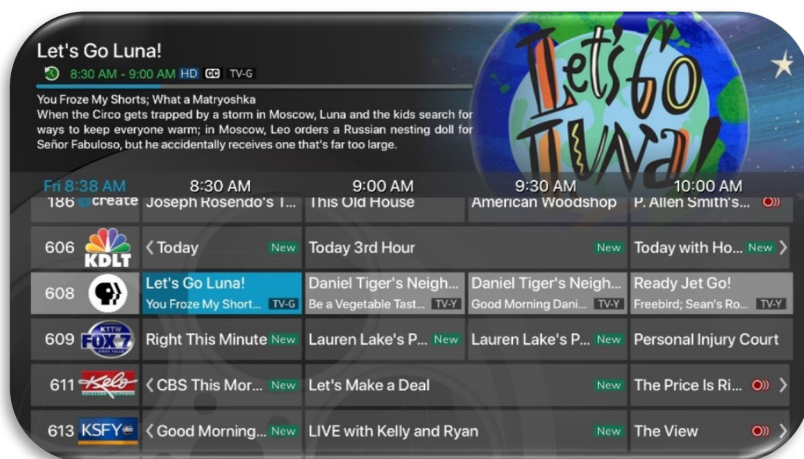 Let's Go Luna!
8:30 AM - 9:00 AM HD CC TV-G
You Froze My Shorts; What a Matryoshka
When the Circo gets trapped by a storm in Moscow, Luna and the kids search for
ways to keep everyone warm; in Moscow, Leo orders a Russian nesting doll for
Señor Fabuloso, but he accidentally receives one that's far too large.
Let's GO LUNA!
Fri 8:38 AM 8:30 AM 9:00 AM 9:30 AM 10:00 AM
186 create Joseph Rosendo's T... This Old House American Woodshop P. Allen Smith's...
606 KDLT Today New Today 3rd Hour New Today with Ho... New
608 Let's Go Luna! Daniel Tiger's Neigh... Daniel Tiger's Neigh... Ready Jet Go!
You Froze My Short... TV-G Be a Vegetable Tast... TV-Y Good Morning Dani... TV-Y Freebird; Sean's Ro... TV-Y
609 KTTW FOX 7 Right This Minute New Lauren Lake's P... New Lauren Lake's P... New Personal Injury Court
611 Kelo CBS This Mor... New Let's Make a Deal New The Price Is Ri...
613 KSFY Good Morning... New LIVE with Kelly and Ryan New The View